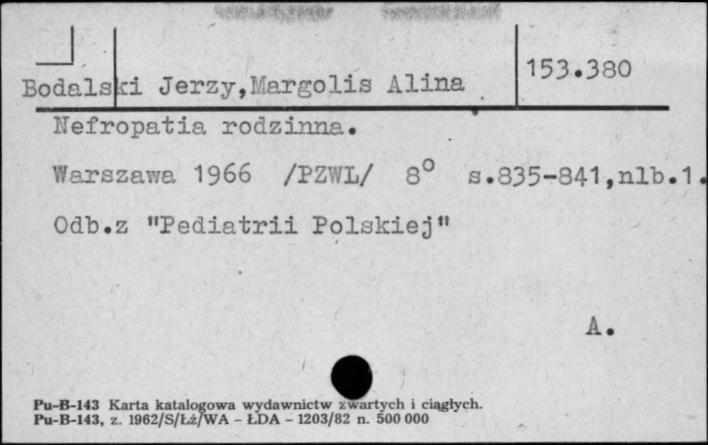 Bodalski Jerzy,Margolis Alina
153.380
Nefropatia rodzinna.
Warszawa 1966 /PZWL/ 8° s.835-841,nlb.1.
Odb.z "Pediatrii Polskiej"
A.
Pu-B-143 Karta katalogowa wydawnictw zwartych i ciągłych.
Pu-B-143, z. 1962/S/Łź/WA - ŁDA - 1203/82 n. 500 000